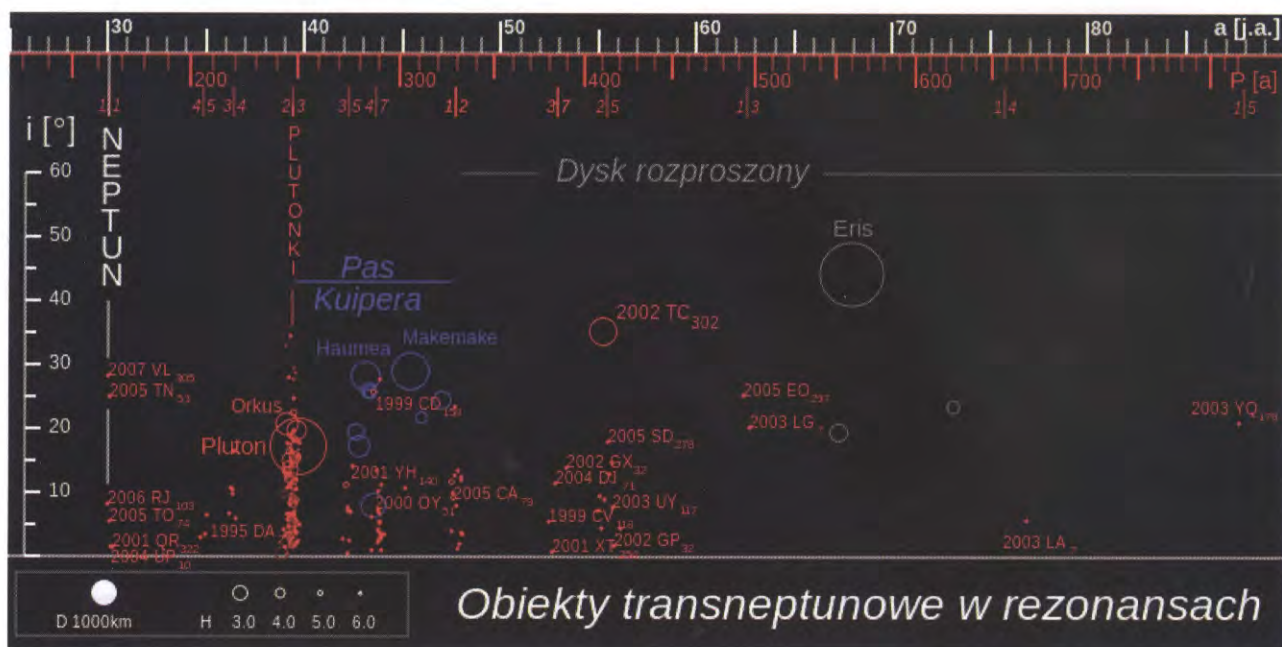 30 40 50 60 70 80 a [j.a.]
200 300 400 500 600 700 P [a]
1|1 4|5 3|4 2|3 3|5 4|7 1|2 3|7 2|5 1|3 1|4 1|5
i [°]
NEPTUN
PLUTONKI
60
Dysk rozproszony
50
Eris
Pas
Kuipera
40
2002 TC302
Haumea
Makemake
30
2007 VL305
2005 TN53
1999 CD158
2005 EO297
2003 YQ179
Orkus
20
2003 LG7
Pluton
2005 SD278
2001 YH140
2002 GX32
2004 DJ71
10
2006 RJ103
2000 OY51
2005 CA79
2003 UY117
2005 TO74
1995 DA2
1999 CV118
2001 QR322
2004 UP10
2001 XT254
2002 GP32
2003 LA7
D 1000km
H 3.0 4.0 5.0 6.0
Obiekty transneptunowe w rezonansach